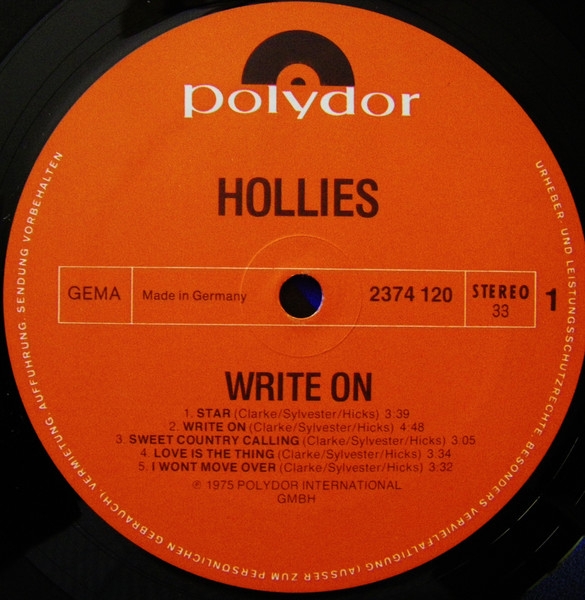 polydor
HOLLIES
GEMA
Made in Germany
2374 120
STEREO
33
1
WRITE ON
1. STAR (Clarke/Sylvester/Hicks) 3:39
2. WRITE ON (Clarke/Sylvester/Hicks) 4:48
3. SWEET COUNTRY CALLING (Clarke/Sylvester/Hicks) 3:05
4. LOVE IS THE THING (Clarke/Sylvester/Hicks) 3:34
5. I WONT MOVE OVER (Clarke/Sylvester/Hicks) 3:32
℗ 1975 POLYDOR INTERNATIONAL
GMBH
URHEBER- UND LEISTUNGSSCHUTZRECHTE, BESONDERS VERVIELFÄLTIGUNG (AUSSER ZUM PERSÖNLICHEN GEBRAUCH), VERMIETUNG, AUFFÜHRUNG, SENDUNG VORBEHALTEN